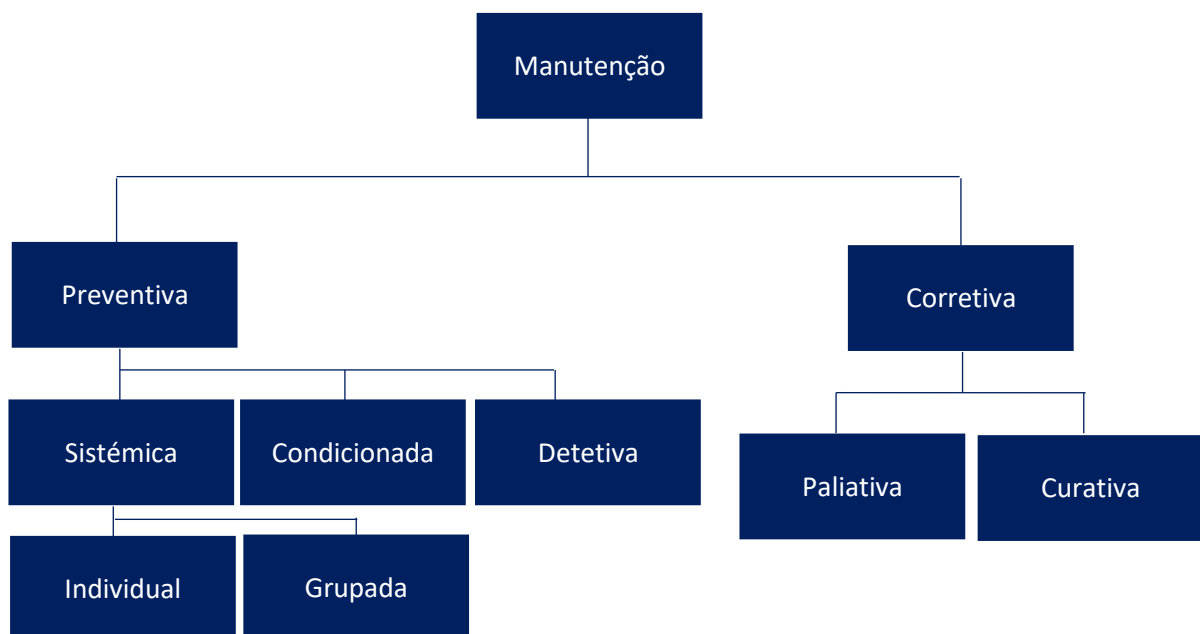 Manutenção
Preventiva
Corretiva
Sistémica
Condicionada
Detetiva
Paliativa
Curativa
Individual
Grupada